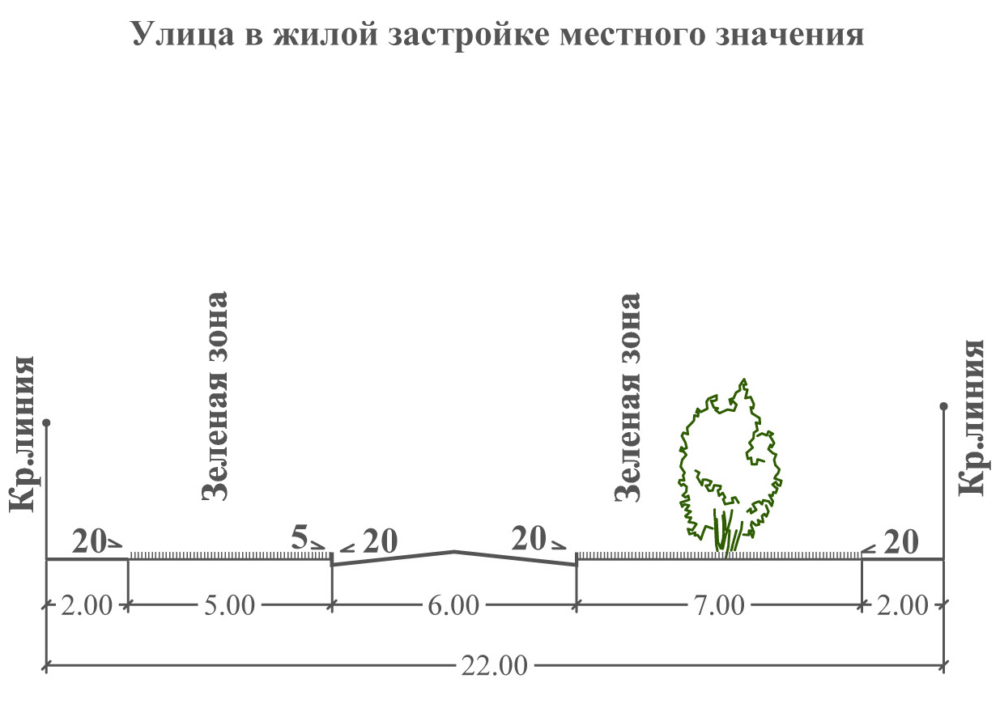 Улица в жилой застройке местного значения
Кр.линия
Зеленая зона
Зеленая зона
Кр.линия
20
5
20
20
20
2.00
5.00
6.00
7.00
2.00
22.00